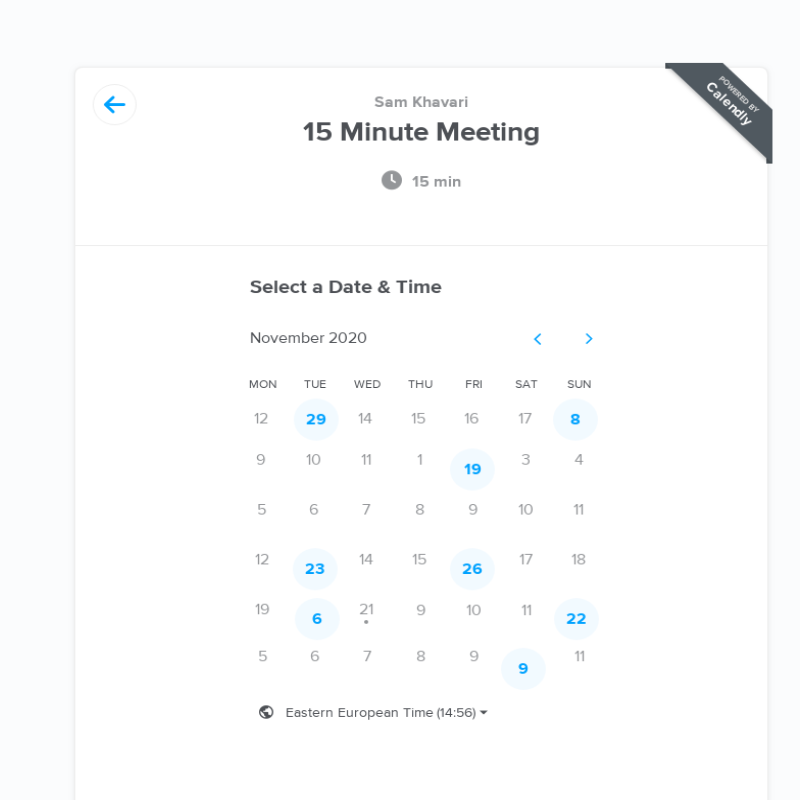 Sam Khavari
15 Minute Meeting
15 min
POWERED BY
Calendly
Select a Date & Time
November 2020
MON TUE WED THU FRI SAT SUN
12 29 14 15 16 17 8
9 10 11 1 19 3 4
5 6 7 8 9 10 11
12 23 14 15 26 17 18
19 6 21 9 10 11 22
5 6 7 8 9 9 11
Eastern European Time (14:56)